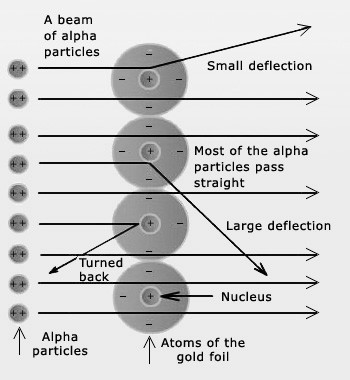 A beam
of alpha
particles
Small deflection
Most of the alpha
particles pass
straight
Large deflection
Turned
back
Nucleus
Alpha
particles
Atoms of the
gold foil